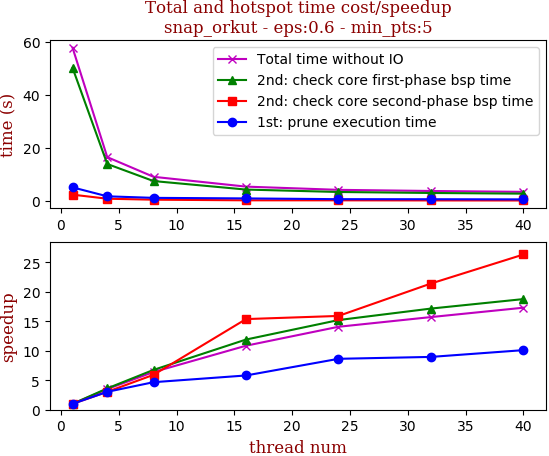 Total and hotspot time cost/speedup
snap_orkut - eps:0.6 - min_pts:5
time (s)
60
40
20
0
Total time without IO
2nd: check core first-phase bsp time
2nd: check core second-phase bsp time
1st: prune execution time
0 5 10 15 20 25 30 35 40
speedup
25
20
15
10
5
0
0 5 10 15 20 25 30 35 40
thread num